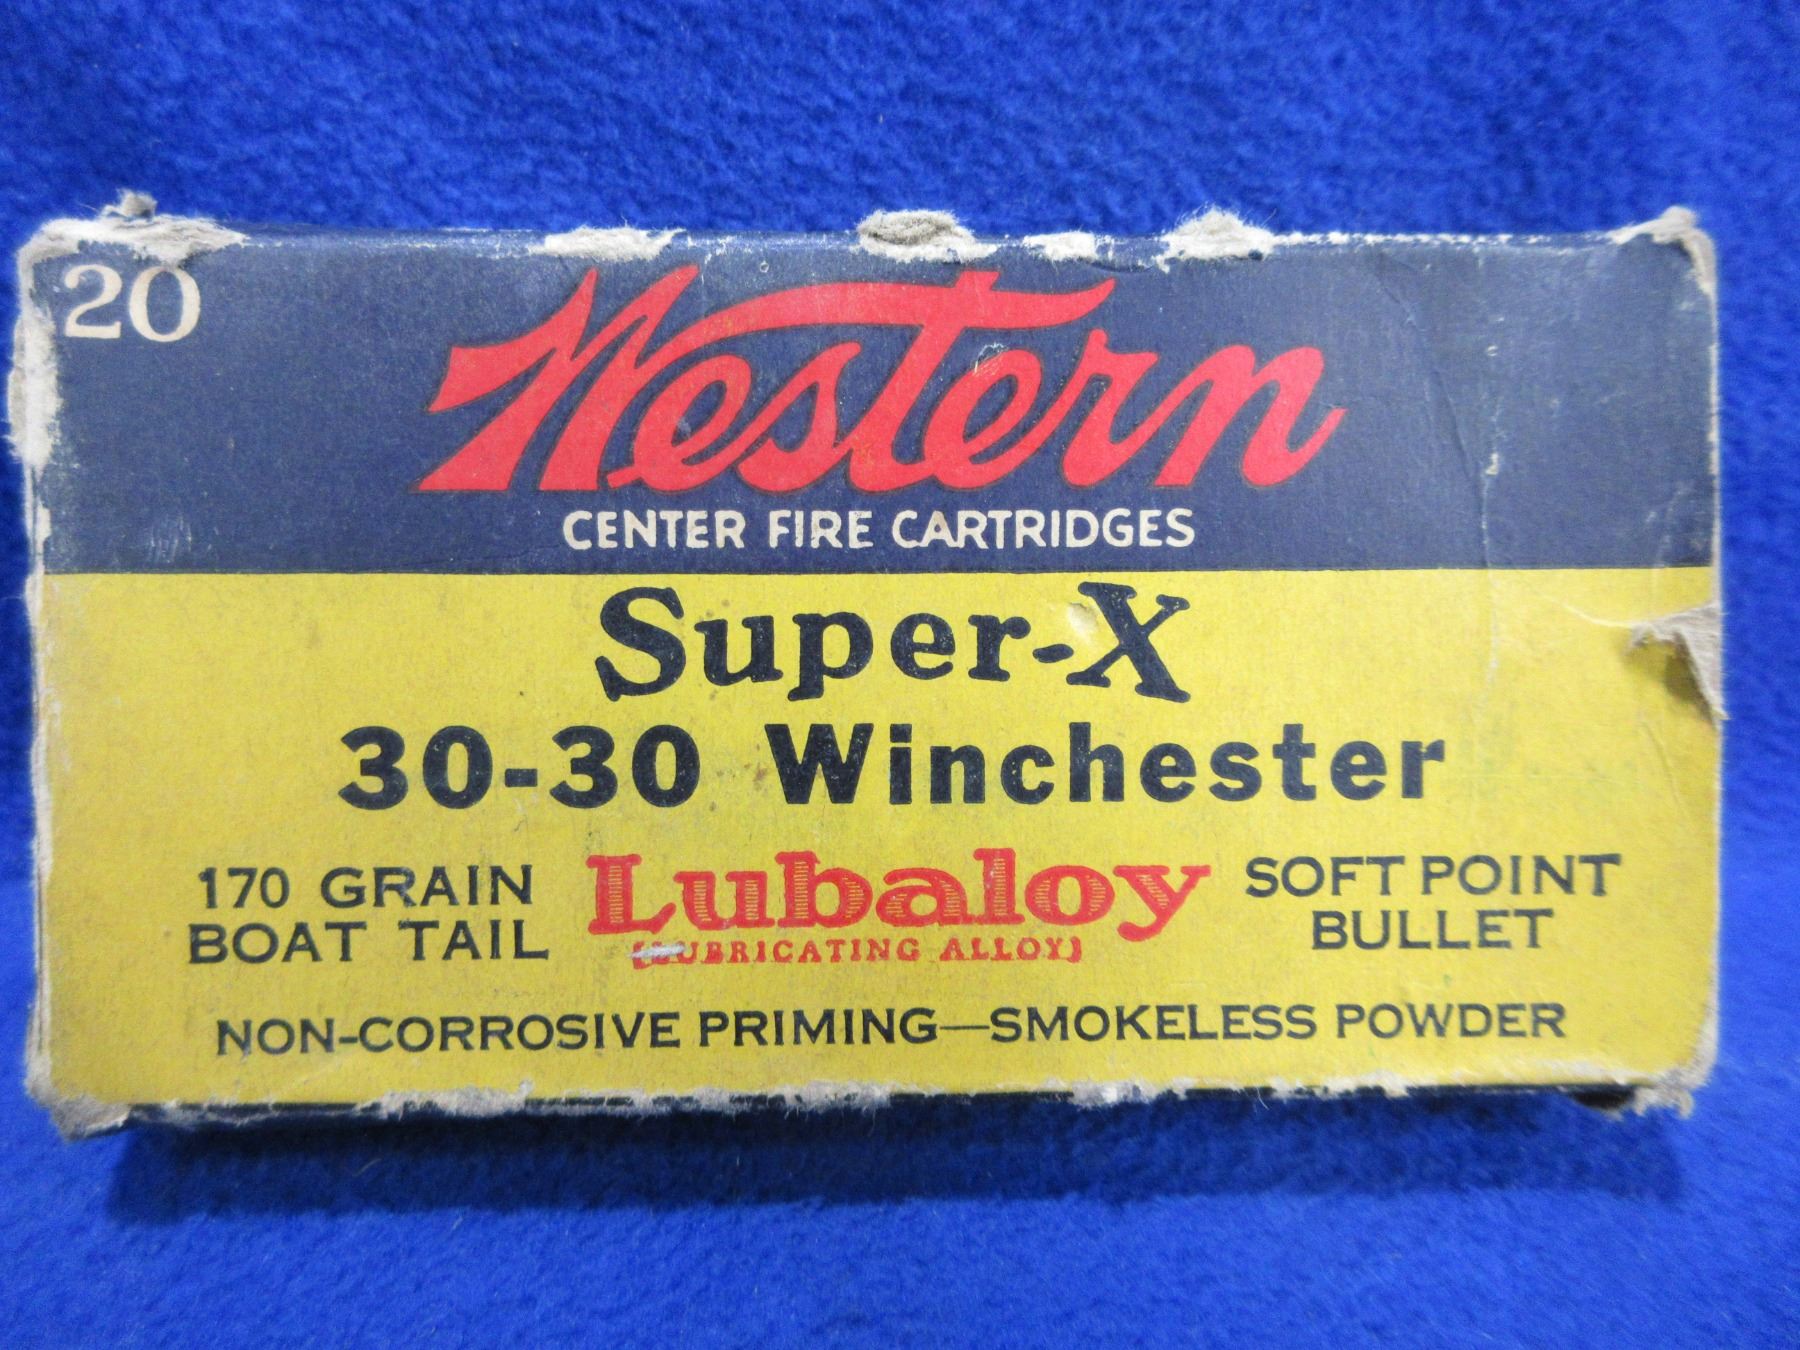 20
Western
CENTER FIRE CARTRIDGES
Super-X
30-30 Winchester
170 GRAIN
BOAT TAIL
Lubaloy
(LUBRICATING ALLOY)
SOFT POINT
BULLET
NON-CORROSIVE PRIMING—SMOKELESS POWDER